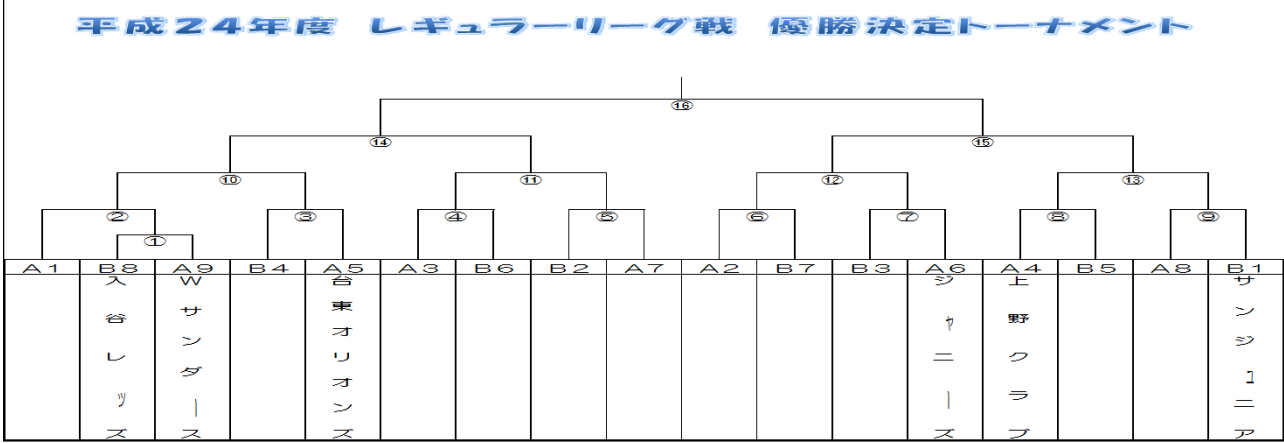 平成24年度 レギュラーリーグ戦 優勝決定トーナメント
⑯
⑭ ⑮
⑩ ⑪ ⑫ ⑬
② ③ ④ ⑤ ⑥ ⑦ ⑧ ⑨
①
A1 B8 A9 B4 A5 A3 B6 B2 A7 A2 B7 B3 A6 A4 B5 A8 B1
入谷レッズ
Wサンダース
台東オリオンズ
ジャニーズ
上野クラブ
サンジュニア